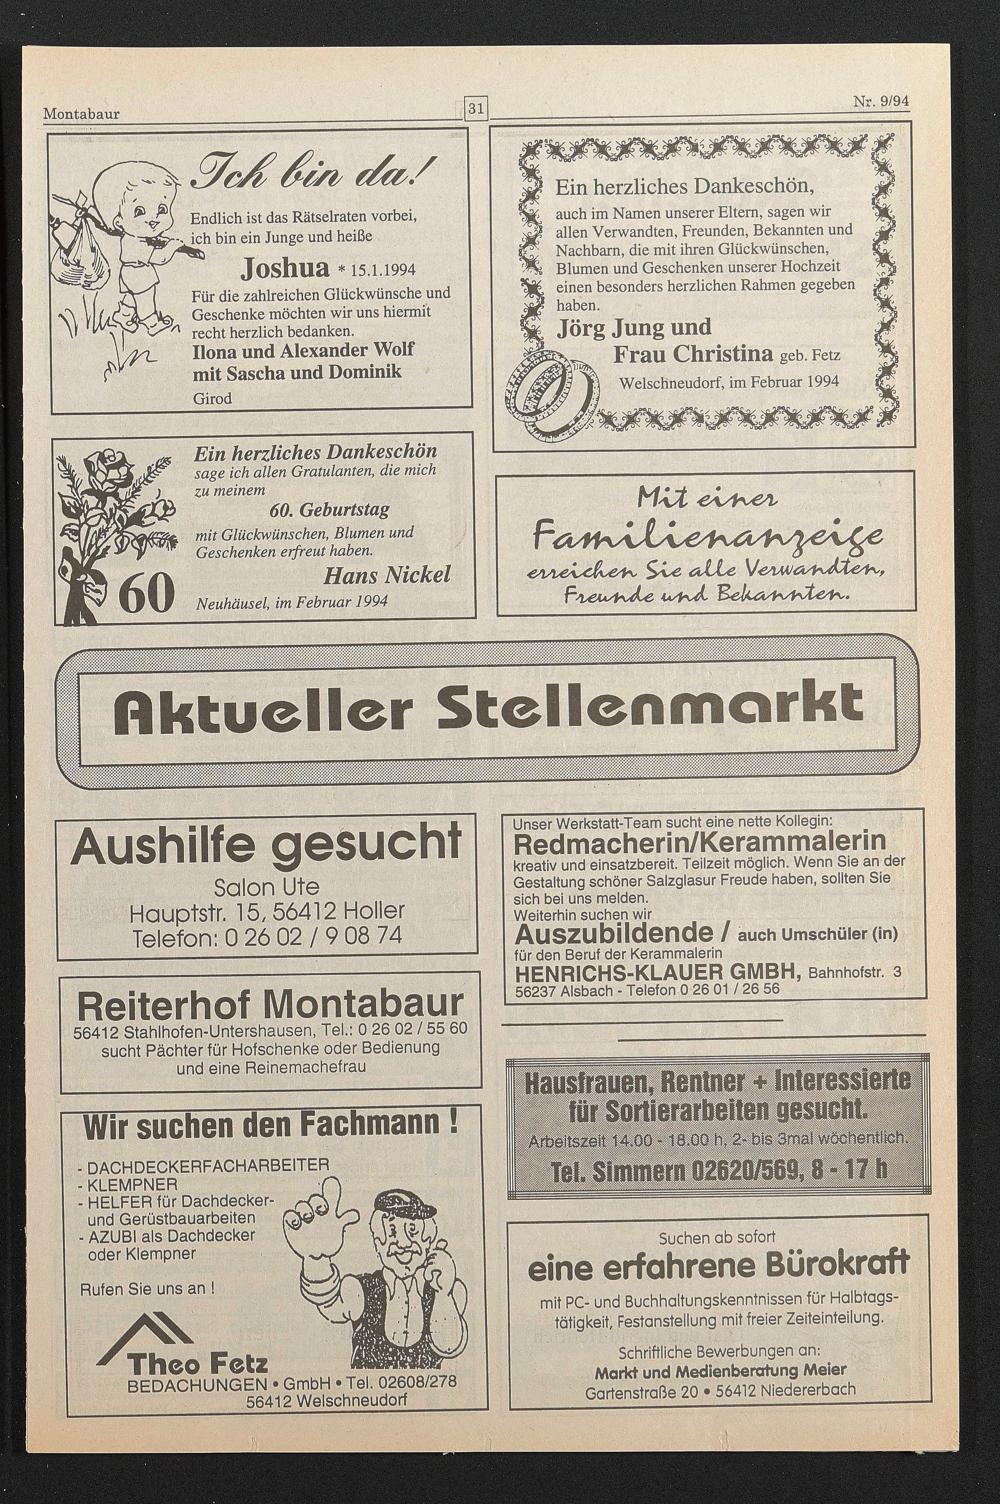 Montabaur
31
Nr. 9/94
Ich bin da!
Endlich ist das Rätselraten vorbei,
ich bin ein Junge und heiße
Joshua * 15.1.1994
Für die zahlreichen Glückwünsche und
Geschenke möchten wir uns hiermit
recht herzlich bedanken.
Ilona und Alexander Wolf
mit Sascha und Dominik
Girod
Ein herzliches Dankeschön,
auch im Namen unserer Eltern, sagen wir
allen Verwandten, Freunden, Bekannten und
Nachbarn, die mit ihren Glückwünschen,
Blumen und Geschenken unserer Hochzeit
einen besonders herzlichen Rahmen gegeben
haben.
Jörg Jung und
Frau Christina geb. Fetz
Welschneudorf, im Februar 1994
Ein herzliches Dankeschön
sage ich allen Gratulanten, die mich
zu meinem
60. Geburtstag
mit Glückwünschen, Blumen und
Geschenken erfreut haben.
Hans Nickel
60
Neuhäusel, im Februar 1994
Mit einer
Familienanzeige
erreichen Sie alle Verwandten,
Freunde und Bekannten.
Aktueller Stellenmarkt
Aushilfe gesucht
Salon Ute
Hauptstr. 15, 56412 Holler
Telefon: 0 26 02 / 9 08 74
Reiterhof Montabaur
56412 Stahlhofen-Untershausen, Tel.: 0 26 02 / 55 60
sucht Pächter für Hofschenke oder Bedienung
und eine Reinemachefrau
Wir suchen den Fachmann !
- DACHDECKERFACHARBEITER
- KLEMPNER
- HELFER für Dachdecker-
und Gerüstbauarbeiten
- AZUBI als Dachdecker
oder Klempner
Rufen Sie uns an !
Theo Fetz
BEDACHUNGEN • GmbH • Tel. 02608/278
56412 Welschneudorf
Unser Werkstatt-Team sucht eine nette Kollegin:
Redmacherin/Kerammalerin
kreativ und einsatzbereit. Teilzeit möglich. Wenn Sie an der
Gestaltung schöner Salzglasur Freude haben, sollten Sie
sich bei uns melden.
Weiterhin suchen wir
Auszubildende / auch Umschüler (in)
für den Beruf der Kerammalerin
HENRICHS-KLAUER GMBH, Bahnhofstr. 3
56237 Alsbach - Telefon 0 26 01 / 26 56
Hausfrauen, Rentner + Interessierte
für Sortierarbeiten gesucht.
Arbeitszeit 14.00 - 18.00 h, 2- bis 3mal wöchentlich.
Tel. Simmern 02620/569, 8 - 17 h
Suchen ab sofort
eine erfahrene Bürokraft
mit PC- und Buchhaltungskenntnissen für Halbtags-
tätigkeit, Festanstellung mit freier Zeiteinteilung.
Schriftliche Bewerbungen an:
Markt und Medienberatung Meier
Gartenstraße 20 • 56412 Niedererbach